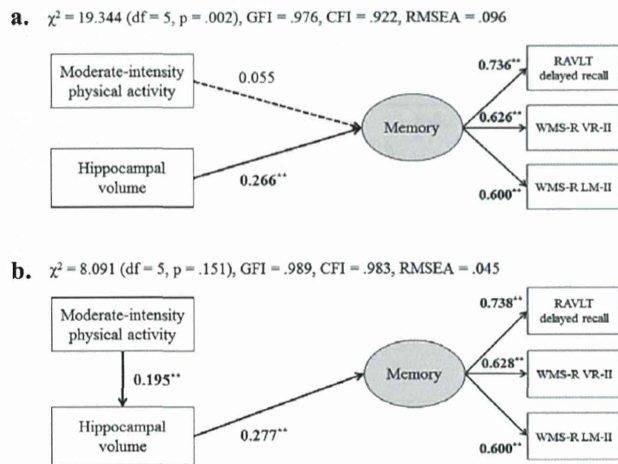 a. χ² = 19.344 (df = 5, p = .002), GFI = .976, CFI = .922, RMSEA = .096
Moderate-intensity
physical activity
0.055
Hippocampal
volume
0.266**
Memory
0.736**
RAVLT
delayed recall
0.626**
WMS-R VR-II
0.600**
WMS-R LM-II
b. χ² = 8.091 (df = 5, p = .151), GFI = .989, CFI = .983, RMSEA = .045
Moderate-intensity
physical activity
0.195**
Hippocampal
volume
0.277**
Memory
0.738**
RAVLT
delayed recall
0.628**
WMS-R VR-II
0.600**
WMS-R LM-II